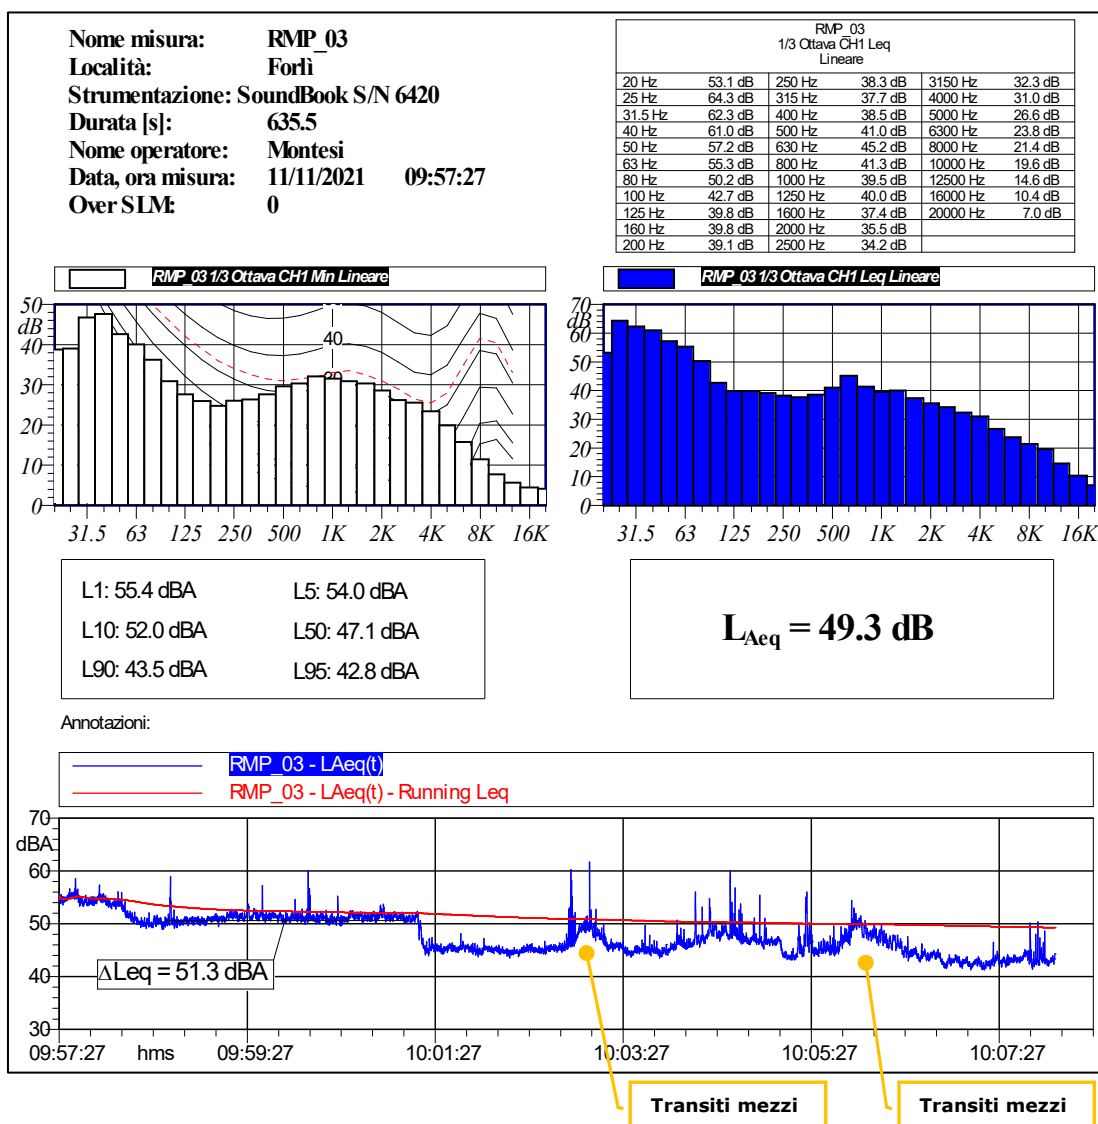 Nome misura: RMP_03
Località: Forlì
Strumentazione: SoundBook S/N 6420
Durata [s]: 635.5
Nome operatore: Montesi
Data, ora misura: 11/11/2021 09:57:27
Over SLM: 0
RMP_03
1/3 Ottava CH1 Leq
Lineare
20 Hz 53.1 dB 250 Hz 38.3 dB 3150 Hz 32.3 dB
25 Hz 64.3 dB 315 Hz 37.7 dB 4000 Hz 31.0 dB
31.5 Hz 62.3 dB 400 Hz 38.5 dB 5000 Hz 26.6 dB
40 Hz 61.0 dB 500 Hz 41.0 dB 6300 Hz 23.8 dB
50 Hz 57.2 dB 630 Hz 45.2 dB 8000 Hz 21.4 dB
63 Hz 55.3 dB 800 Hz 41.3 dB 10000 Hz 19.6 dB
80 Hz 50.2 dB 1000 Hz 39.5 dB 12500 Hz 14.6 dB
100 Hz 42.7 dB 1250 Hz 40.0 dB 16000 Hz 10.4 dB
125 Hz 39.8 dB 1600 Hz 37.4 dB 20000 Hz 7.0 dB
160 Hz 39.8 dB 2000 Hz 35.5 dB
200 Hz 39.1 dB 2500 Hz 34.2 dB
RMP_03 1/3 Ottava CH1 Min Lineare
50
dB
40
30
20
10
0
40
31.5 63 125 250 500 1K 2K 4K 8K 16K
RMP_03 1/3 Ottava CH1 Leq Lineare
70
dB
60
50
40
30
20
10
0
31.5 63 125 250 500 1K 2K 4K 8K 16K
L1: 55.4 dBA L5: 54.0 dBA
L10: 52.0 dBA L50: 47.1 dBA
L90: 43.5 dBA L95: 42.8 dBA
LAeq = 49.3 dB
Annotazioni:
RMP_03 - LAeq(t)
RMP_03 - LAeq(t) - Running Leq
70
dBA
60
50
40
30
ΔLeq = 51.3 dBA
09:57:27 hms 09:59:27 10:01:27 10:03:27 10:05:27 10:07:27
Transiti mezzi Transiti mezzi